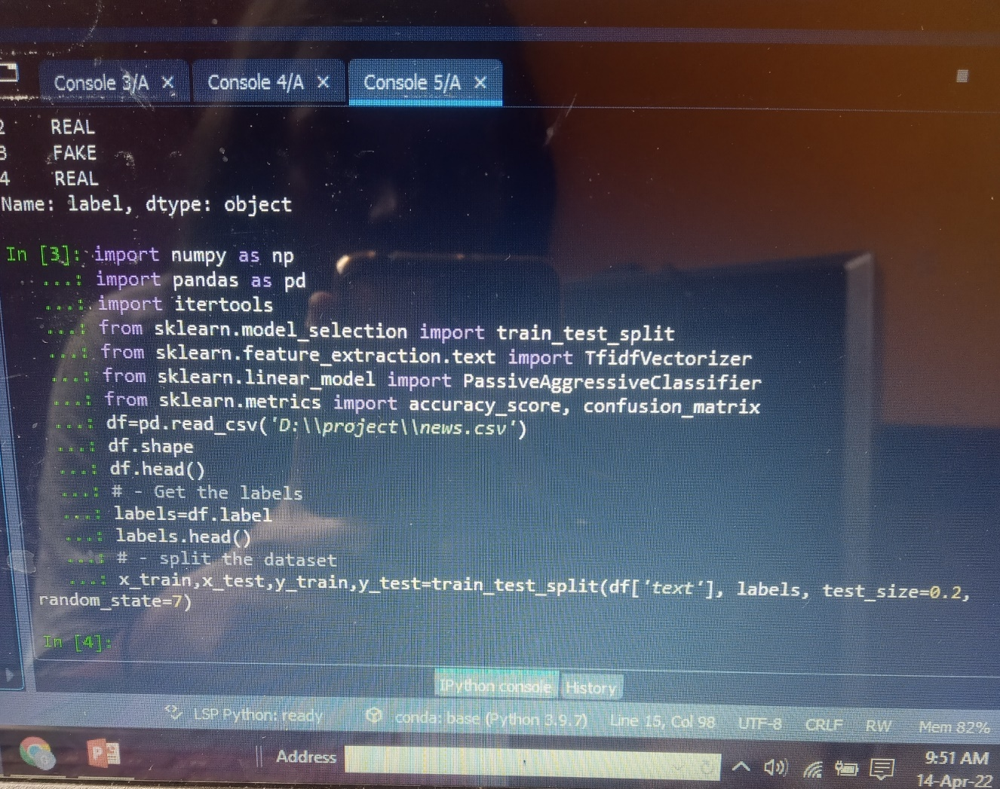 Console 3/A × Console 4/A × Console 5/A ×
2 REAL
3 FAKE
4 REAL
Name: label, dtype: object
In [3]: import numpy as np
...: import pandas as pd
...: import itertools
...: from sklearn.model_selection import train_test_split
...: from sklearn.feature_extraction.text import TfidfVectorizer
...: from sklearn.linear_model import PassiveAggressiveClassifier
...: from sklearn.metrics import accuracy_score, confusion_matrix
...: df=pd.read_csv('D:\\project\\news.csv')
...: df.shape
...: df.head()
...: # - Get the labels
...: labels=df.label
...: labels.head()
...: # - split the dataset
...: x_train,x_test,y_train,y_test=train_test_split(df['text'], labels, test_size=0.2,
random_state=7)
In [4]:
IPython console History
LSP Python: ready conda: base (Python 3.9.7) Line 15, Col 98 UTF-8 CRLF RW Mem 82%
Address
9:51 AM
14-Apr-22